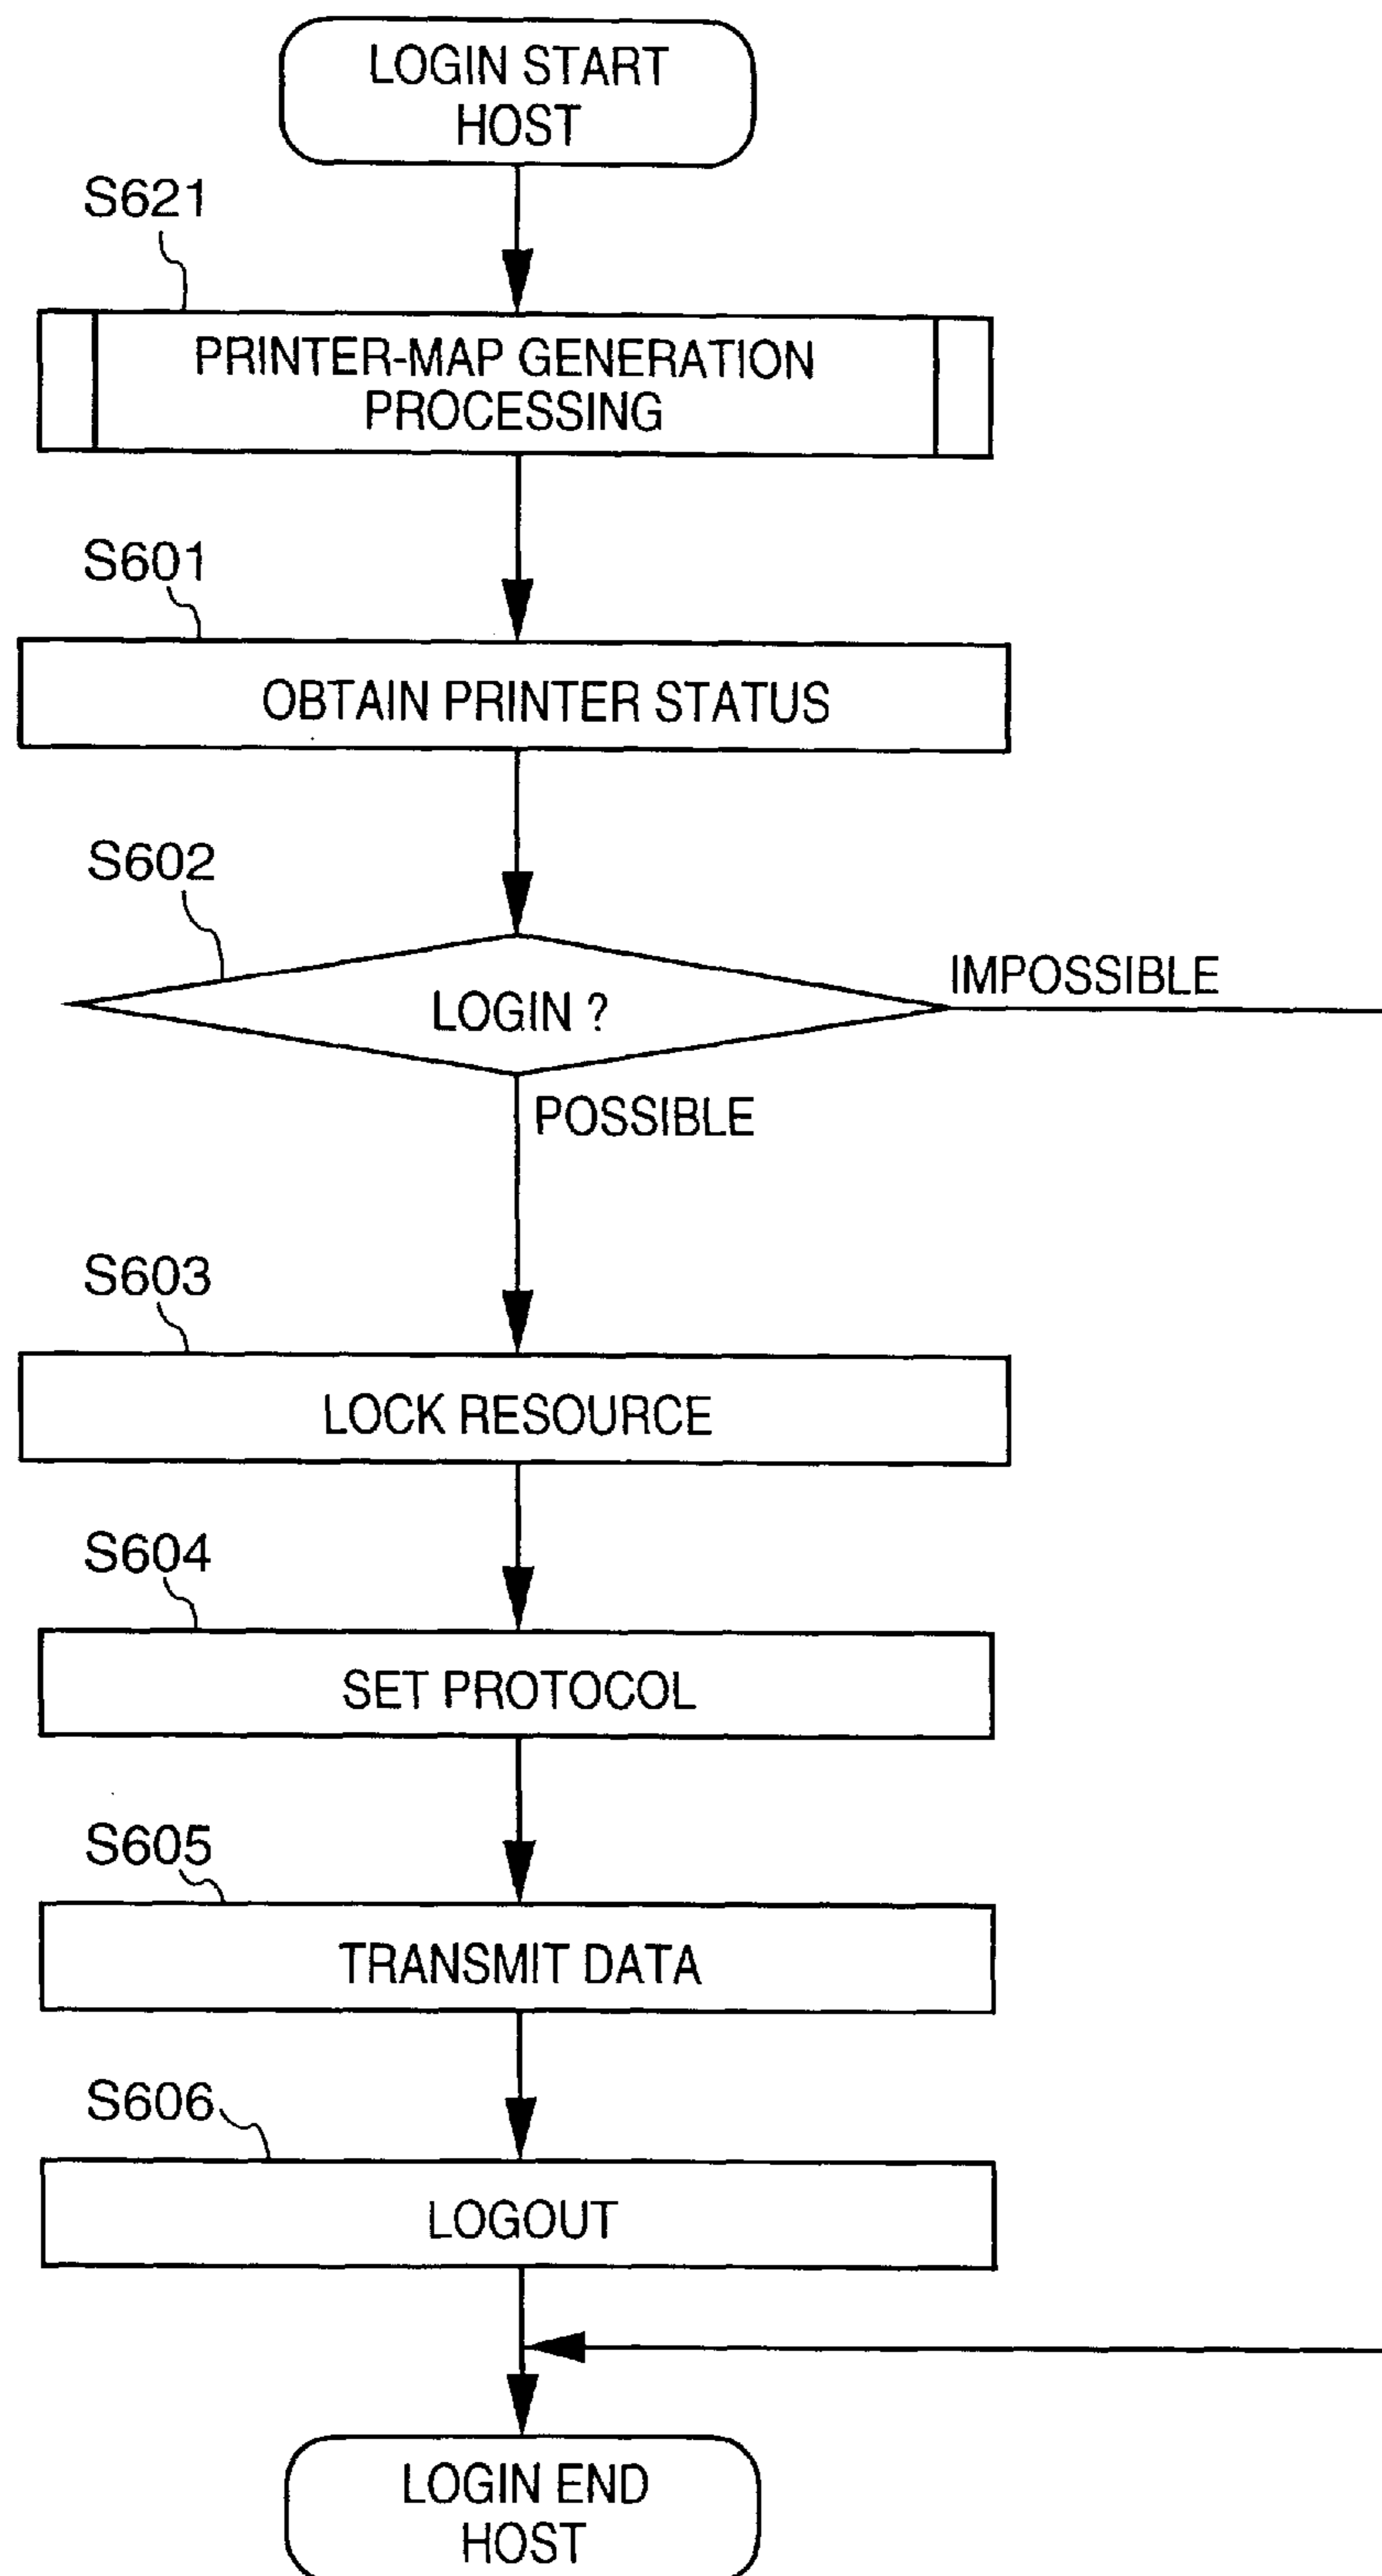 LOGIN START
HOST
S621
PRINTER-MAP GENERATION
PROCESSING
S601
OBTAIN PRINTER STATUS
S602
LOGIN ?
IMPOSSIBLE
POSSIBLE
S603
LOCK RESOURCE
S604
SET PROTOCOL
S605
TRANSMIT DATA
S606
LOGOUT
LOGIN END
HOST